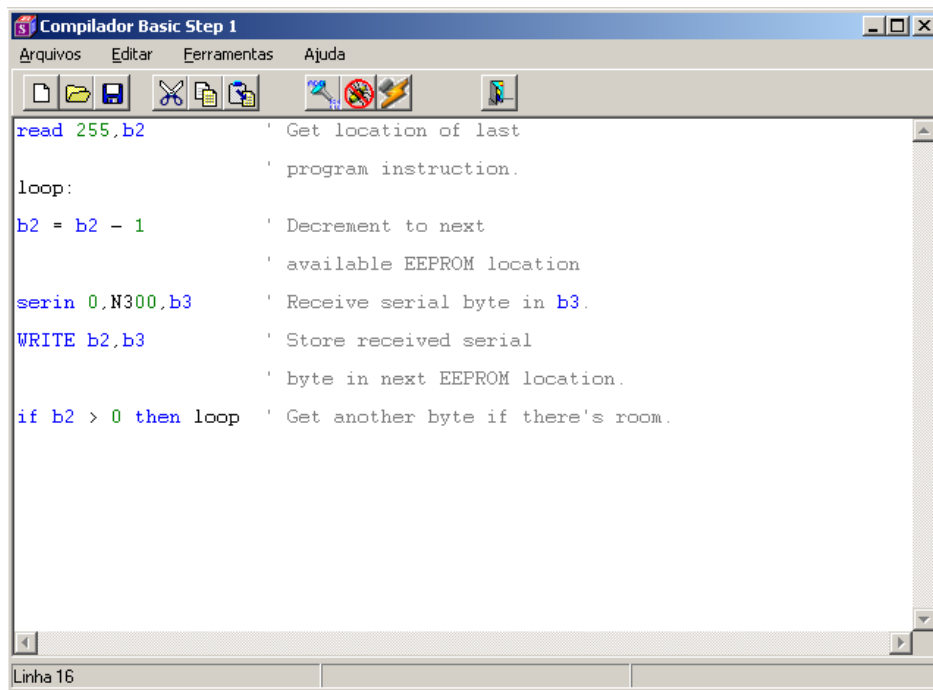 Compilador Basic Step 1
Arquivos Editar Ferramentas Ajuda
read 255,b2 ' Get location of last
' program instruction.
loop:
b2 = b2 – 1 ' Decrement to next
' available EEPROM location
serin 0,N300,b3 ' Receive serial byte in b3.
WRITE b2,b3 ' Store received serial
' byte in next EEPROM location.
if b2 > 0 then loop ' Get another byte if there's room.
Linha 16